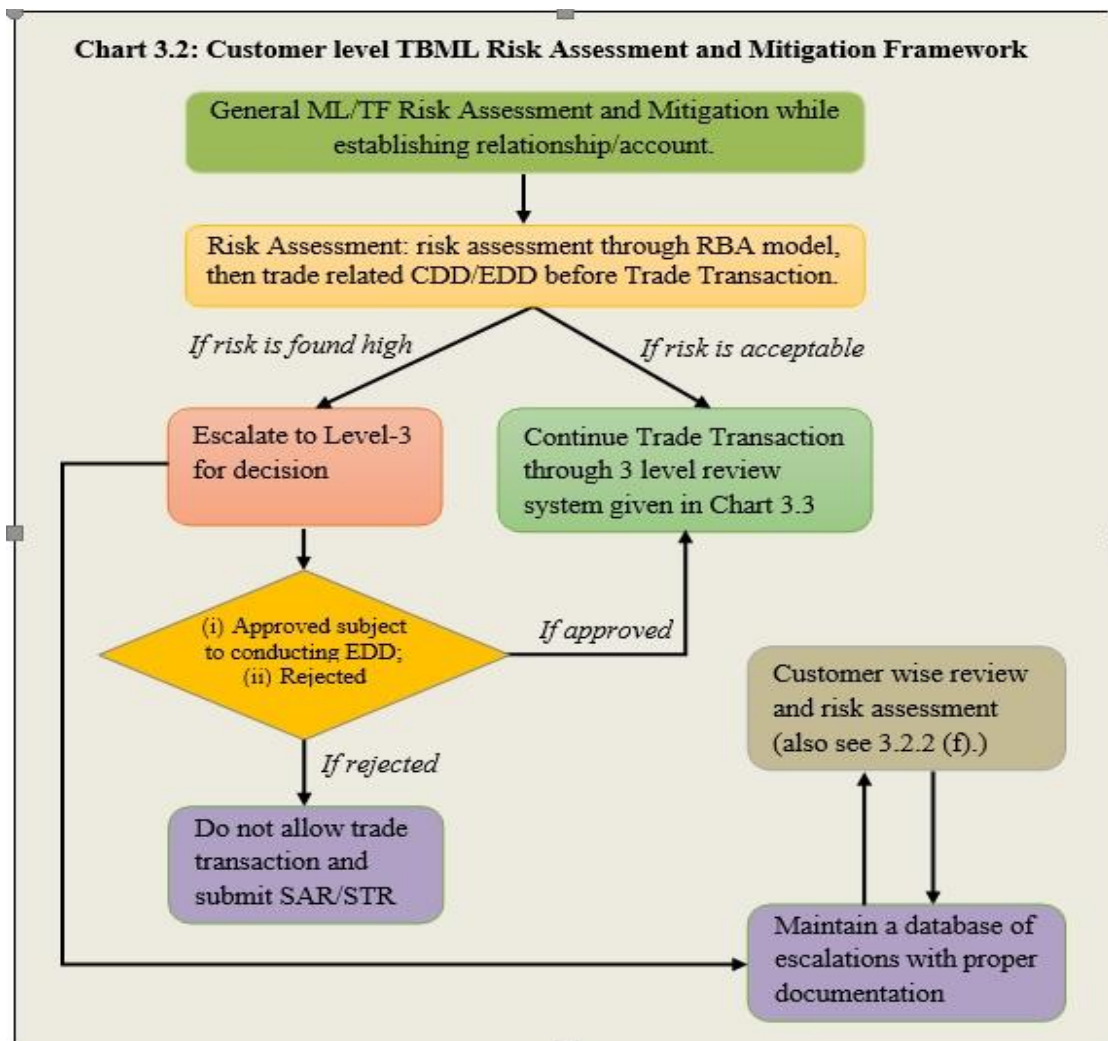 Chart 3.2: Customer level TBML Risk Assessment and Mitigation Framework
General ML/TF Risk Assessment and Mitigation while
establishing relationship/account.
Risk Assessment: risk assessment through RBA model,
then trade related CDD/EDD before Trade Transaction.
If risk is found high
If risk is acceptable
Escalate to Level-3
for decision
Continue Trade Transaction
through 3 level review
system given in Chart 3.3
(i) Approved subject
to conducting EDD;
(ii) Rejected
If approved
If rejected
Customer wise review
and risk assessment
(also see 3.2.2 (f).)
Do not allow trade
transaction and
submit SAR/STR
Maintain a database of
escalations with proper
documentation